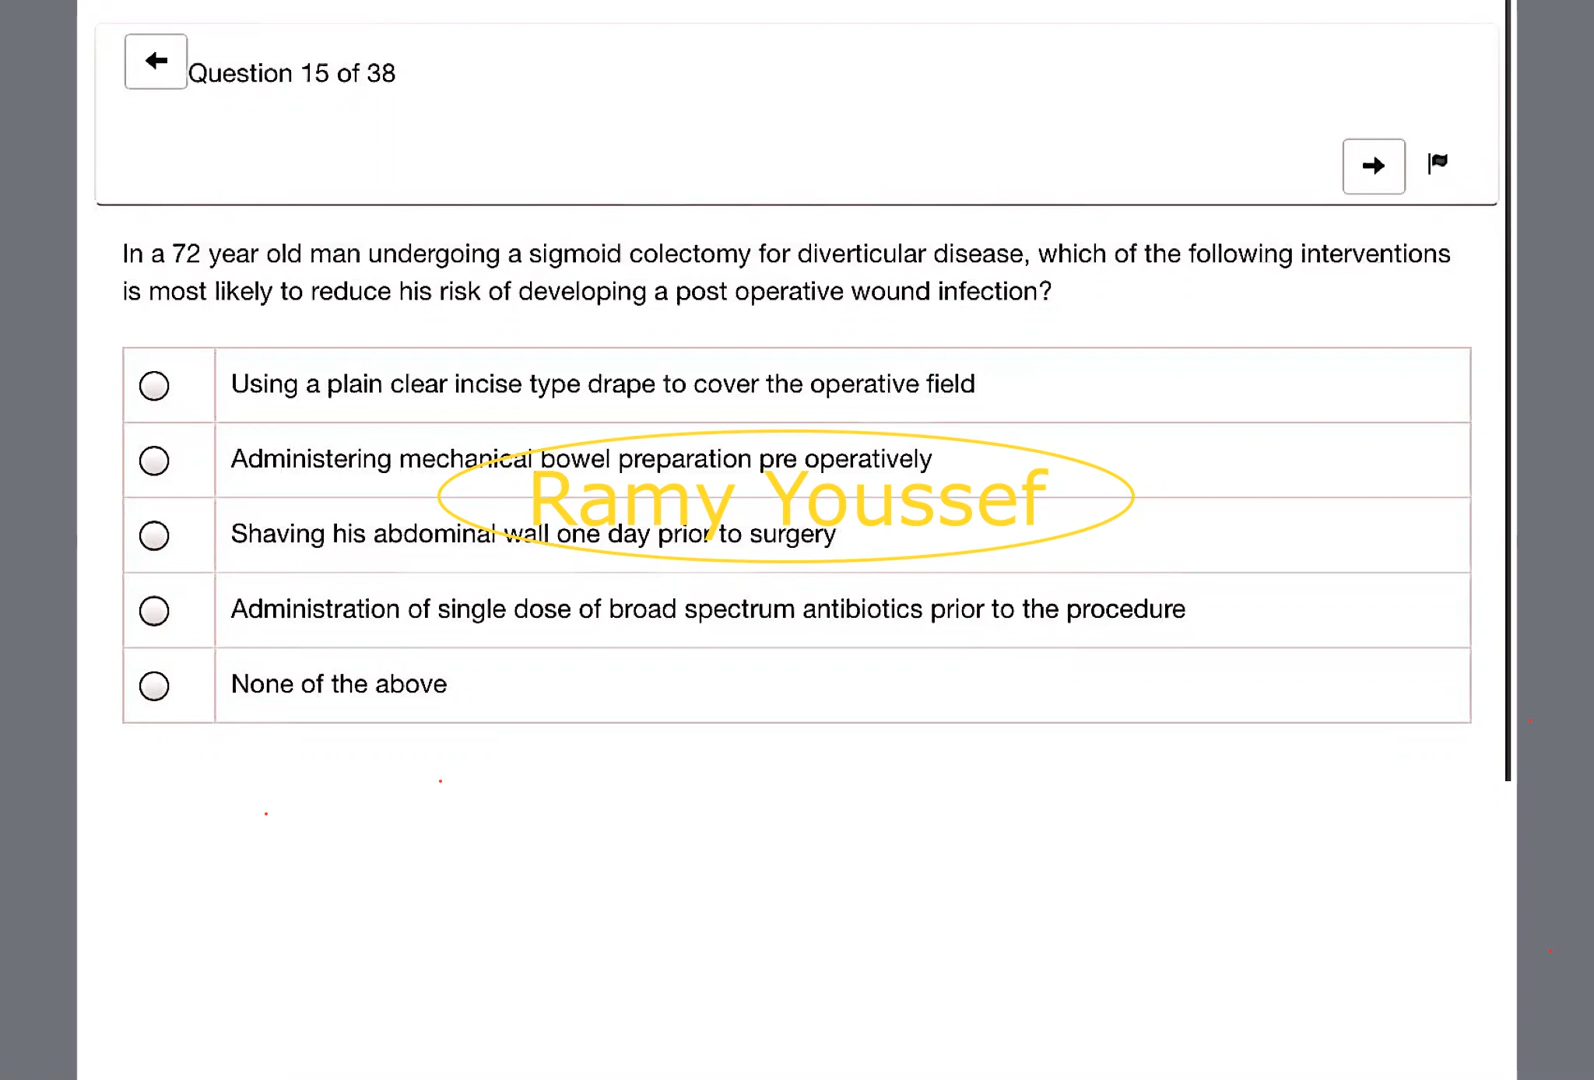 Question 15 of 38
In a 72 year old man undergoing a sigmoid colectomy for diverticular disease, which of the following interventions
is most likely to reduce his risk of developing a post operative wound infection?
Using a plain clear incise type drape to cover the operative field
Administering mechanical bowel preparation pre operatively
Ramy Youssef
Shaving his abdominal wall one day prior to surgery
Administration of single dose of broad spectrum antibiotics prior to the procedure
None of the above